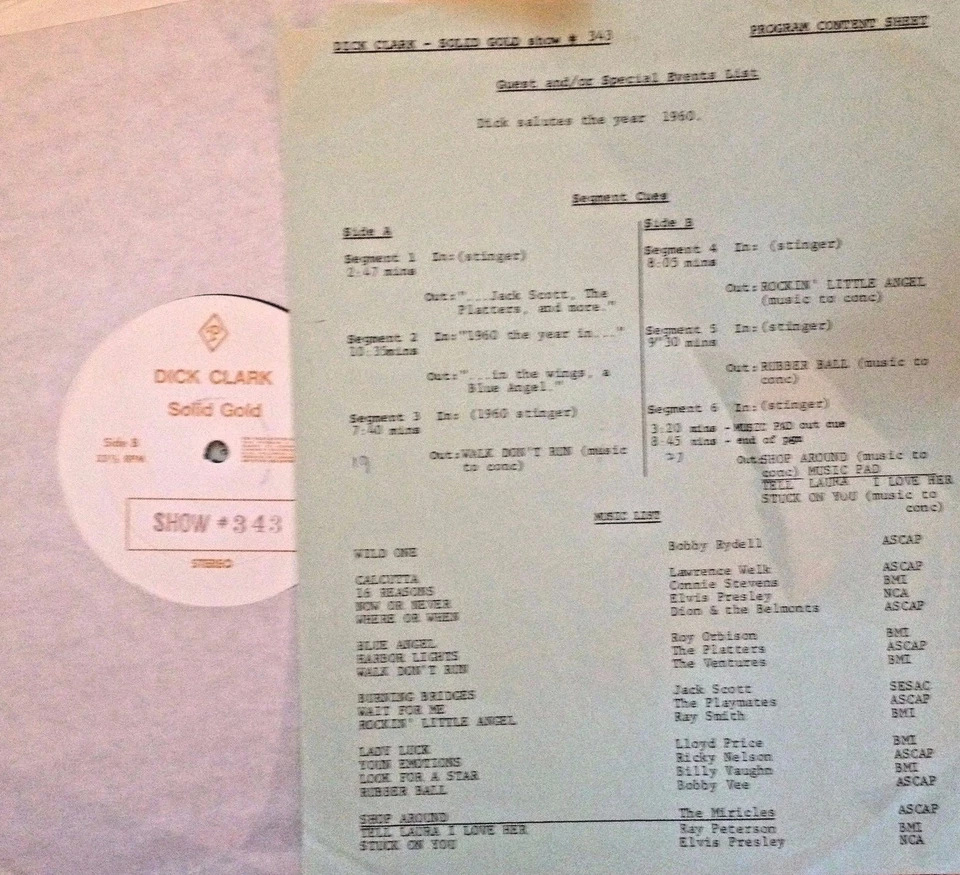 DICK CLARK
Solid Gold
Side B
33⅓ RPM
SHOW #343
STEREO
DICK CLARK - SOLID GOLD show # 343
PROGRAM CONTENT SHEET
Guest and/or Special Events List
Dick salutes the year 1960.
Segment Cues
Side A
Segment 1 In:(stinger)
2:47 mins
Out:"...Jack Scott, The
Platters, and more."
Segment 2 In:"1960 the year in..."
10:35mins
Out:"...in the wings, a
Blue Angel."
Segment 3 In: (1960 stinger)
7:40 mins
Out:WALK DON'T RUN (music
to conc)
19
Side B
Segment 4 In: (stinger)
8:05 mins
Out:ROCKIN' LITTLE ANGEL
(music to conc)
Segment 5 In:(stinger)
9"30 mins
Out:RUBBER BALL (music to
conc)
Segment 6 In:(stinger)
3:20 mins -MUSIC PAD out cue
8:45 mins - end of pgm
Out:SHOP AROUND (music to
conc) MUSIC PAD
TELL LAURA I LOVE HER
STUCK ON YOU (music to
conc)
MUSIC LIST
WILD ONE Bobby Rydell ASCAP
CALCUTTA Lawrence Welk ASCAP
16 REASONS Connie Stevens BMI
NOW OR NEVER Elvis Presley NCA
WHERE OR WHEN Dion & the Belmonts ASCAP
BLUE ANGEL Roy Orbison BMI
HARBOR LIGHTS The Platters ASCAP
WALK DON'T RUN The Ventures BMI
BURNING BRIDGES Jack Scott SESAC
WAIT FOR ME The Playmates ASCAP
ROCKIN' LITTLE ANGEL Ray Smith BMI
LADY LUCK Lloyd Price BMI
YOUN EMOTIONS Ricky Nelson ASCAP
LOOK FOR A STAR Billy Vaughn BMI
RUBBER BALL Bobby Vee ASCAP
SHOP AROUND The Miricles ASCAP
TELL LAURA I LOVE HER Ray Peterson BMI
STUCK ON YOU Elvis Presley NCA